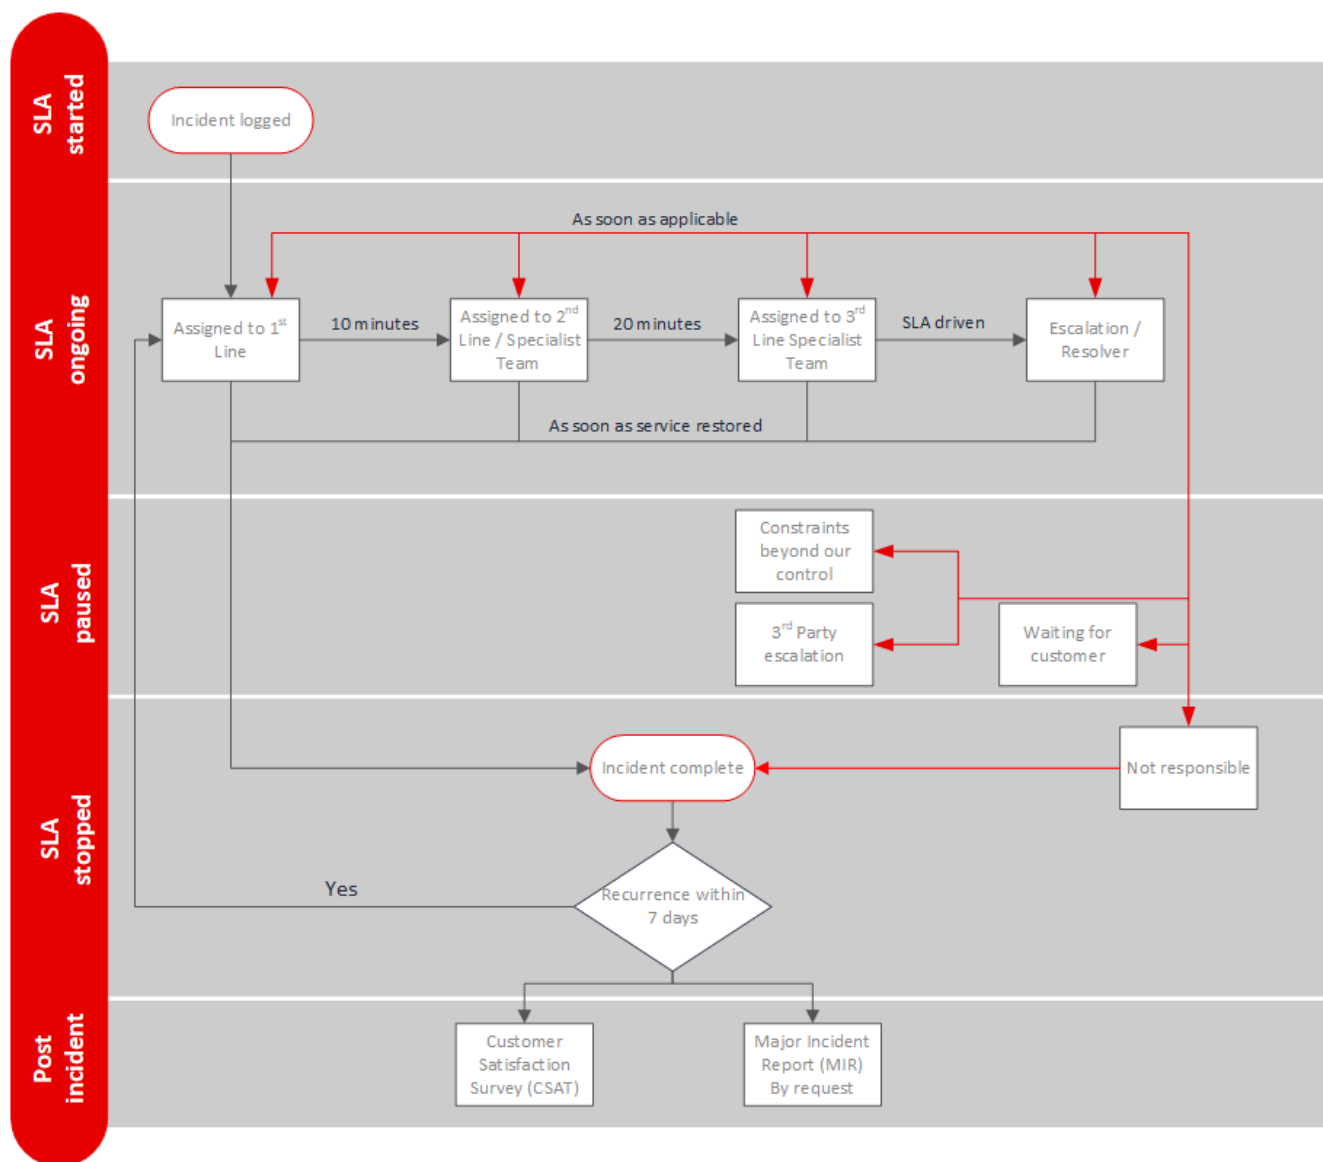 SLA
started
Incident logged
SLA
ongoing
As soon as applicable
Assigned to 1st
Line
10 minutes
Assigned to 2nd
Line / Specialist
Team
20 minutes
Assigned to 3rd
Line Specialist
Team
SLA driven
Escalation /
Resolver
As soon as service restored
SLA
paused
Constraints
beyond our
control
3rd Party
escalation
Waiting for
customer
SLA
stopped
Incident complete
Not responsible
Yes
Recurrence within
7 days
Post
incident
Customer
Satisfaction
Survey (CSAT)
Major Incident
Report (MIR)
By request